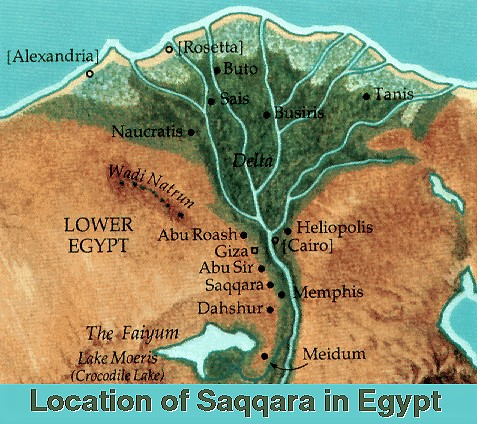 [Alexandria]
[Rosetta]
Buto
Sais
Busiris
Tanis
Naucratis
Delta
Wadi Natrun
LOWER
EGYPT
Abu Roash
Heliopolis
Giza
[Cairo]
Abu Sir
Saqqara
Memphis
Dahshur
The Faiyum
Lake Moeris
(Crocodile Lake)
Meidum
Location of Saqqara in Egypt